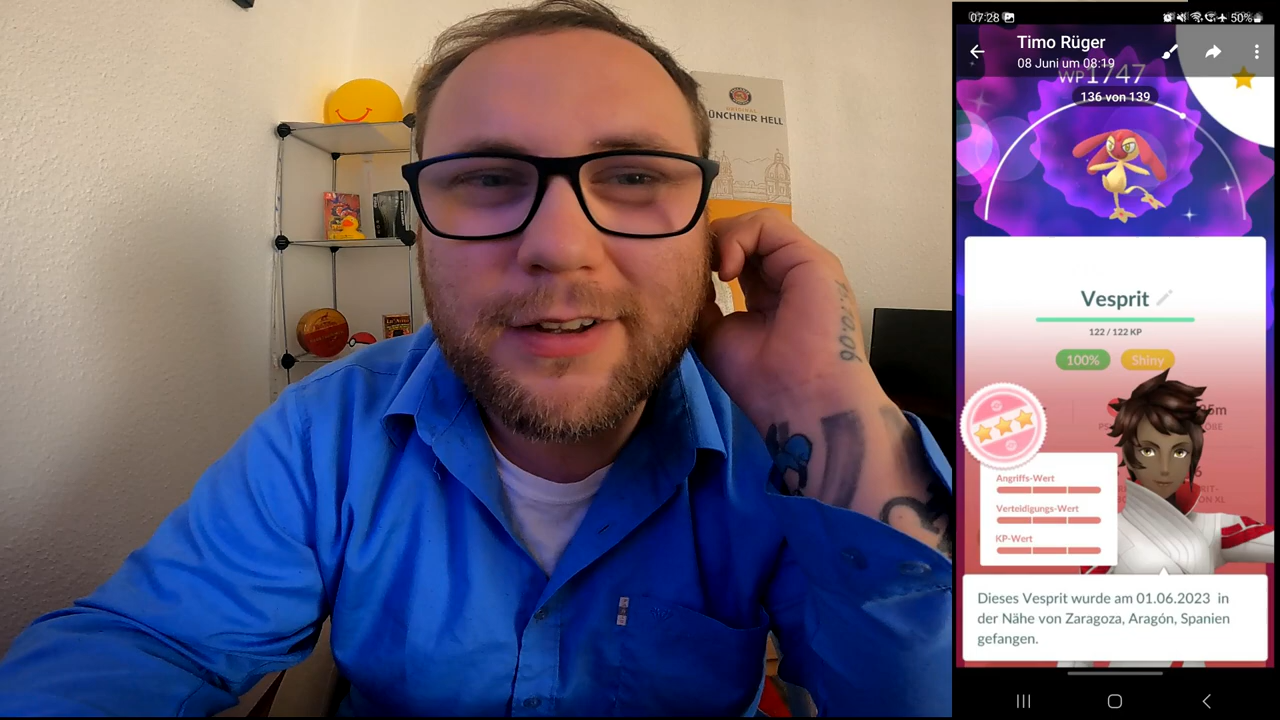 MÜNCHNER HELL
07:28
50%
Timo Rüger
08 Juni um 08:19
WP1747
136 von 139
Vesprit
122 / 122 KP
100%
Shiny
Angriffs-Wert
Verteidigungs-Wert
KP-Wert
Dieses Vesprit wurde am 01.06.2023 in
der Nähe von Zaragoza, Aragón, Spanien
gefangen.